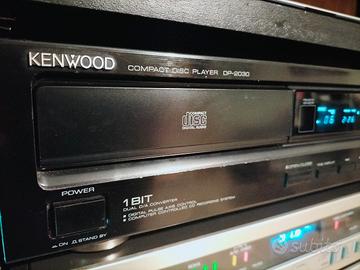 KENWOOD COMPACT DISC PLAYER DP-2030
COMPACT
disc
DIGITAL AUDIO
POWER
1 BIT
DUAL D/A CONVERTER
DIGITAL PULSE AXIS CONTROL
COMPUTER CONTROLLED CD RECORDING SYSTEM
ON STAND BY
subito